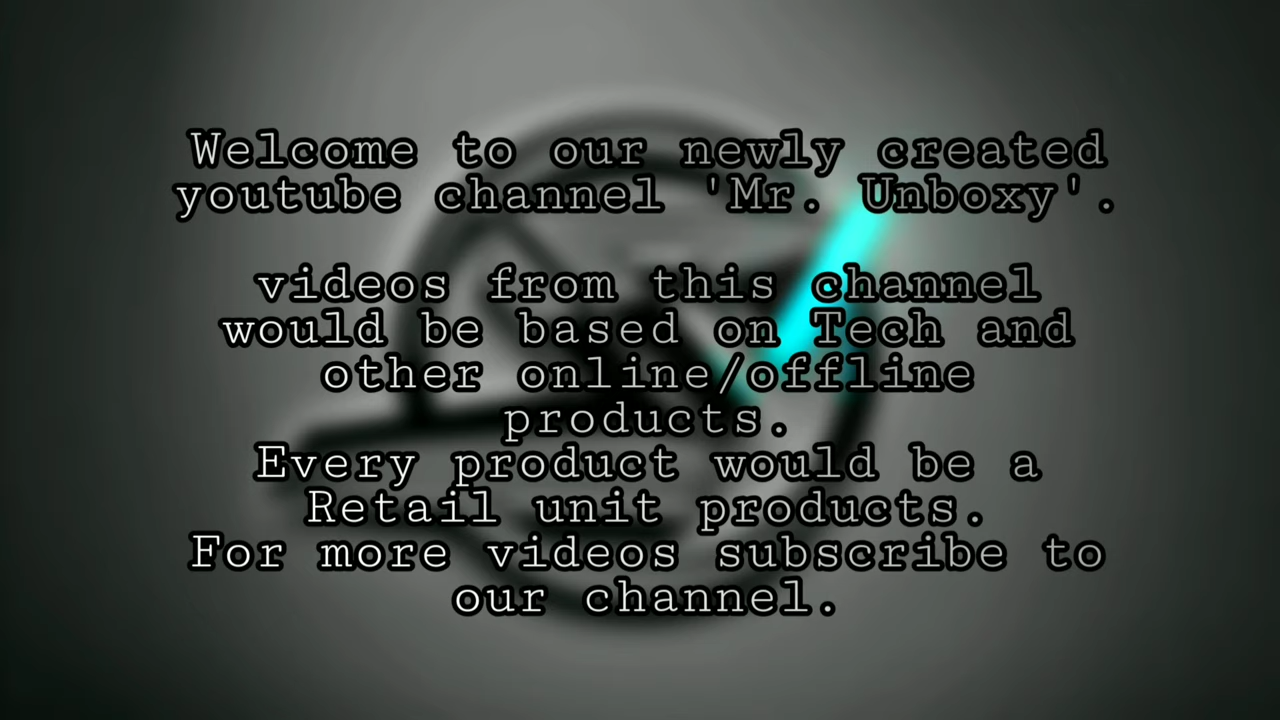 Welcome to our newly created
youtube channel 'Mr. Unboxy'.
videos from this channel
would be based on Tech and
other online/offline
products.
Every product would be a
Retail unit products.
For more videos subscribe to
our channel.